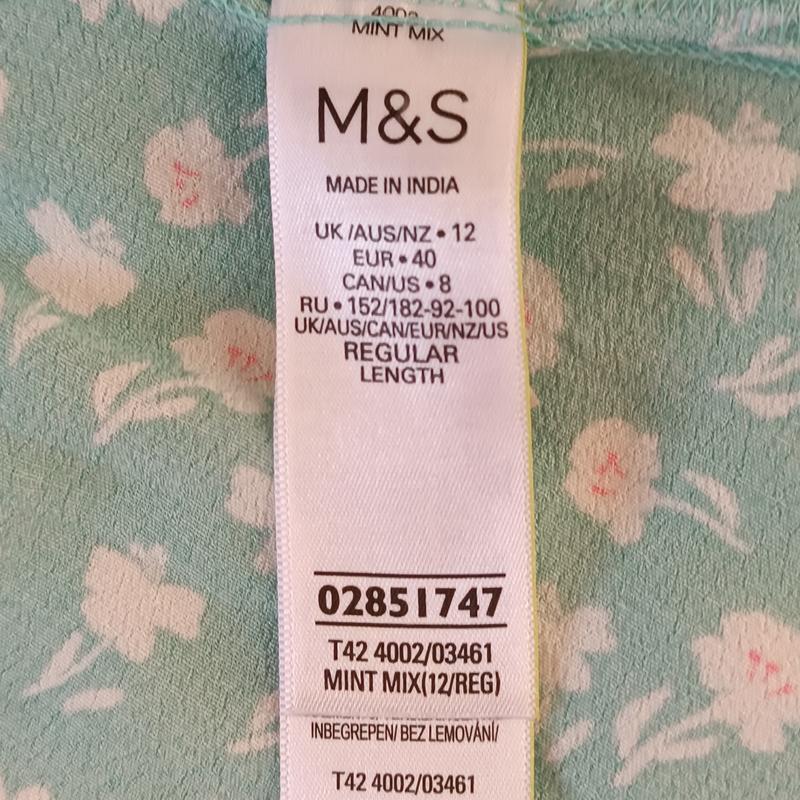 MINT MIX
M&S
MADE IN INDIA
UK /AUS/NZ • 12
EUR • 40
CAN/US • 8
RU • 152/182-92-100
UK/AUS/CAN/EUR/NZ/US
REGULAR
LENGTH
02851747
T42 4002/03461
MINT MIX(12/REG)
INBEGREPEN/ BEZ LEMOVÁNÍ/
T42 4002/03461